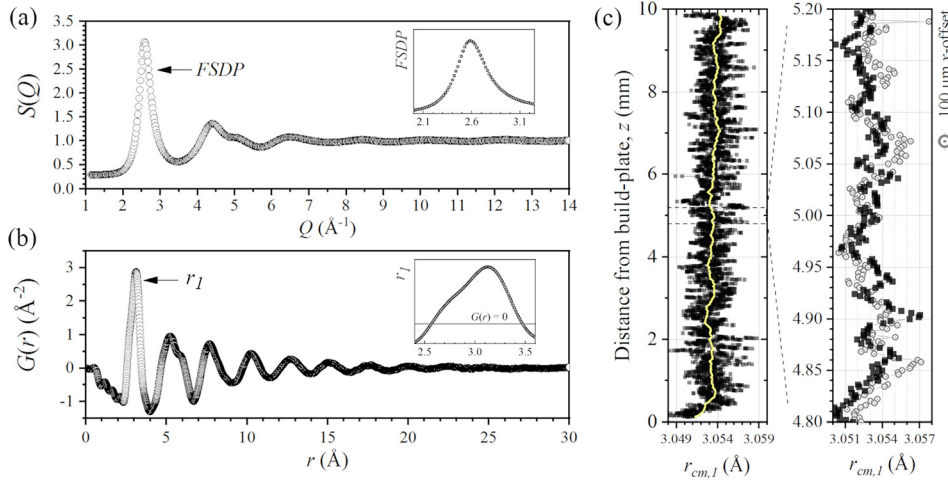 (a)
3.5
3.0
2.5
2.0
1.5
1.0
0.5
0.0
S(Q)
FSDP
FSDP
2.1 2.6 3.1
1 2 3 4 5 6 7 8 9 10 11 12 13 14
Q (Å⁻¹)
(b)
3
2
1
0
-1
G(r) (Å⁻²)
r₁
r₁
G(r) = 0
2.5 3.0 3.5
0 5 10 15 20 25 30
r (Å)
(c)
10
8
6
4
2
0
Distance from build-plate, z (mm)
3.049 3.054 3.059
r_cm,1 (Å)
5.20
5.15
5.10
5.05
5.00
4.95
4.90
4.85
4.80
3.051 3.054 3.057
r_cm,1 (Å)
100 µm x-offset